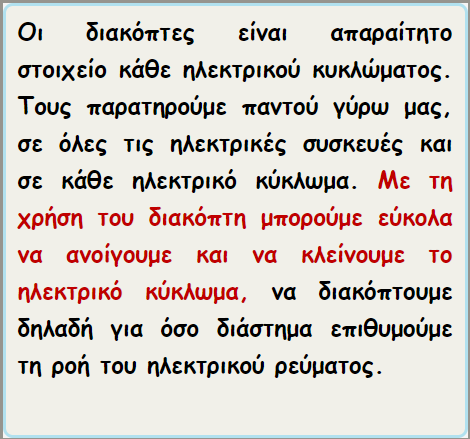 Οι διακόπτες είναι απαραίτητο
στοιχείο κάθε ηλεκτρικού κυκλώματος.
Τους παρατηρούμε παντού γύρω μας,
σε όλες τις ηλεκτρικές συσκευές και
σε κάθε ηλεκτρικό κύκλωμα. Με τη
χρήση του διακόπτη μπορούμε εύκολα
να ανοίγουμε και να κλείνουμε το
ηλεκτρικό κύκλωμα, να διακόπτουμε
δηλαδή για όσο διάστημα επιθυμούμε
τη ροή του ηλεκτρικού ρεύματος.